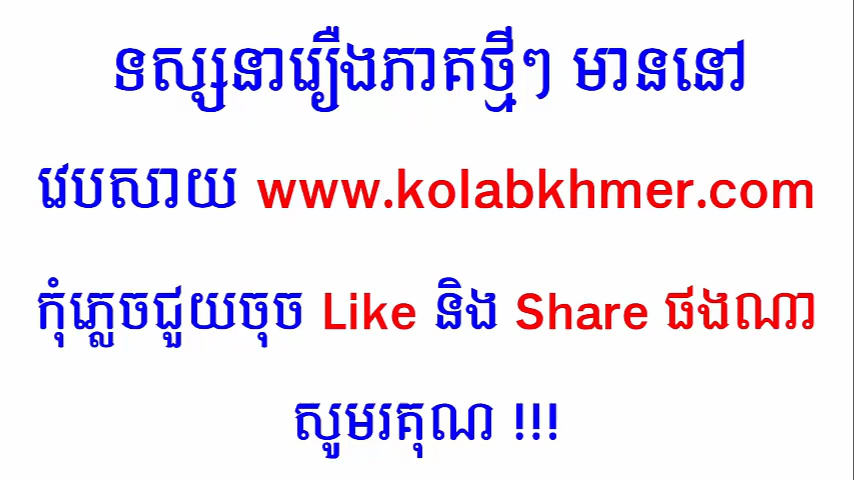 ទស្សនារឿងភាគថ្មីៗ មាននៅ
វេបសាយ www.kolabkhmer.com
កុំភ្លេចជួយចុច Like និង Share ផងណា
សូមរគុណ !!!